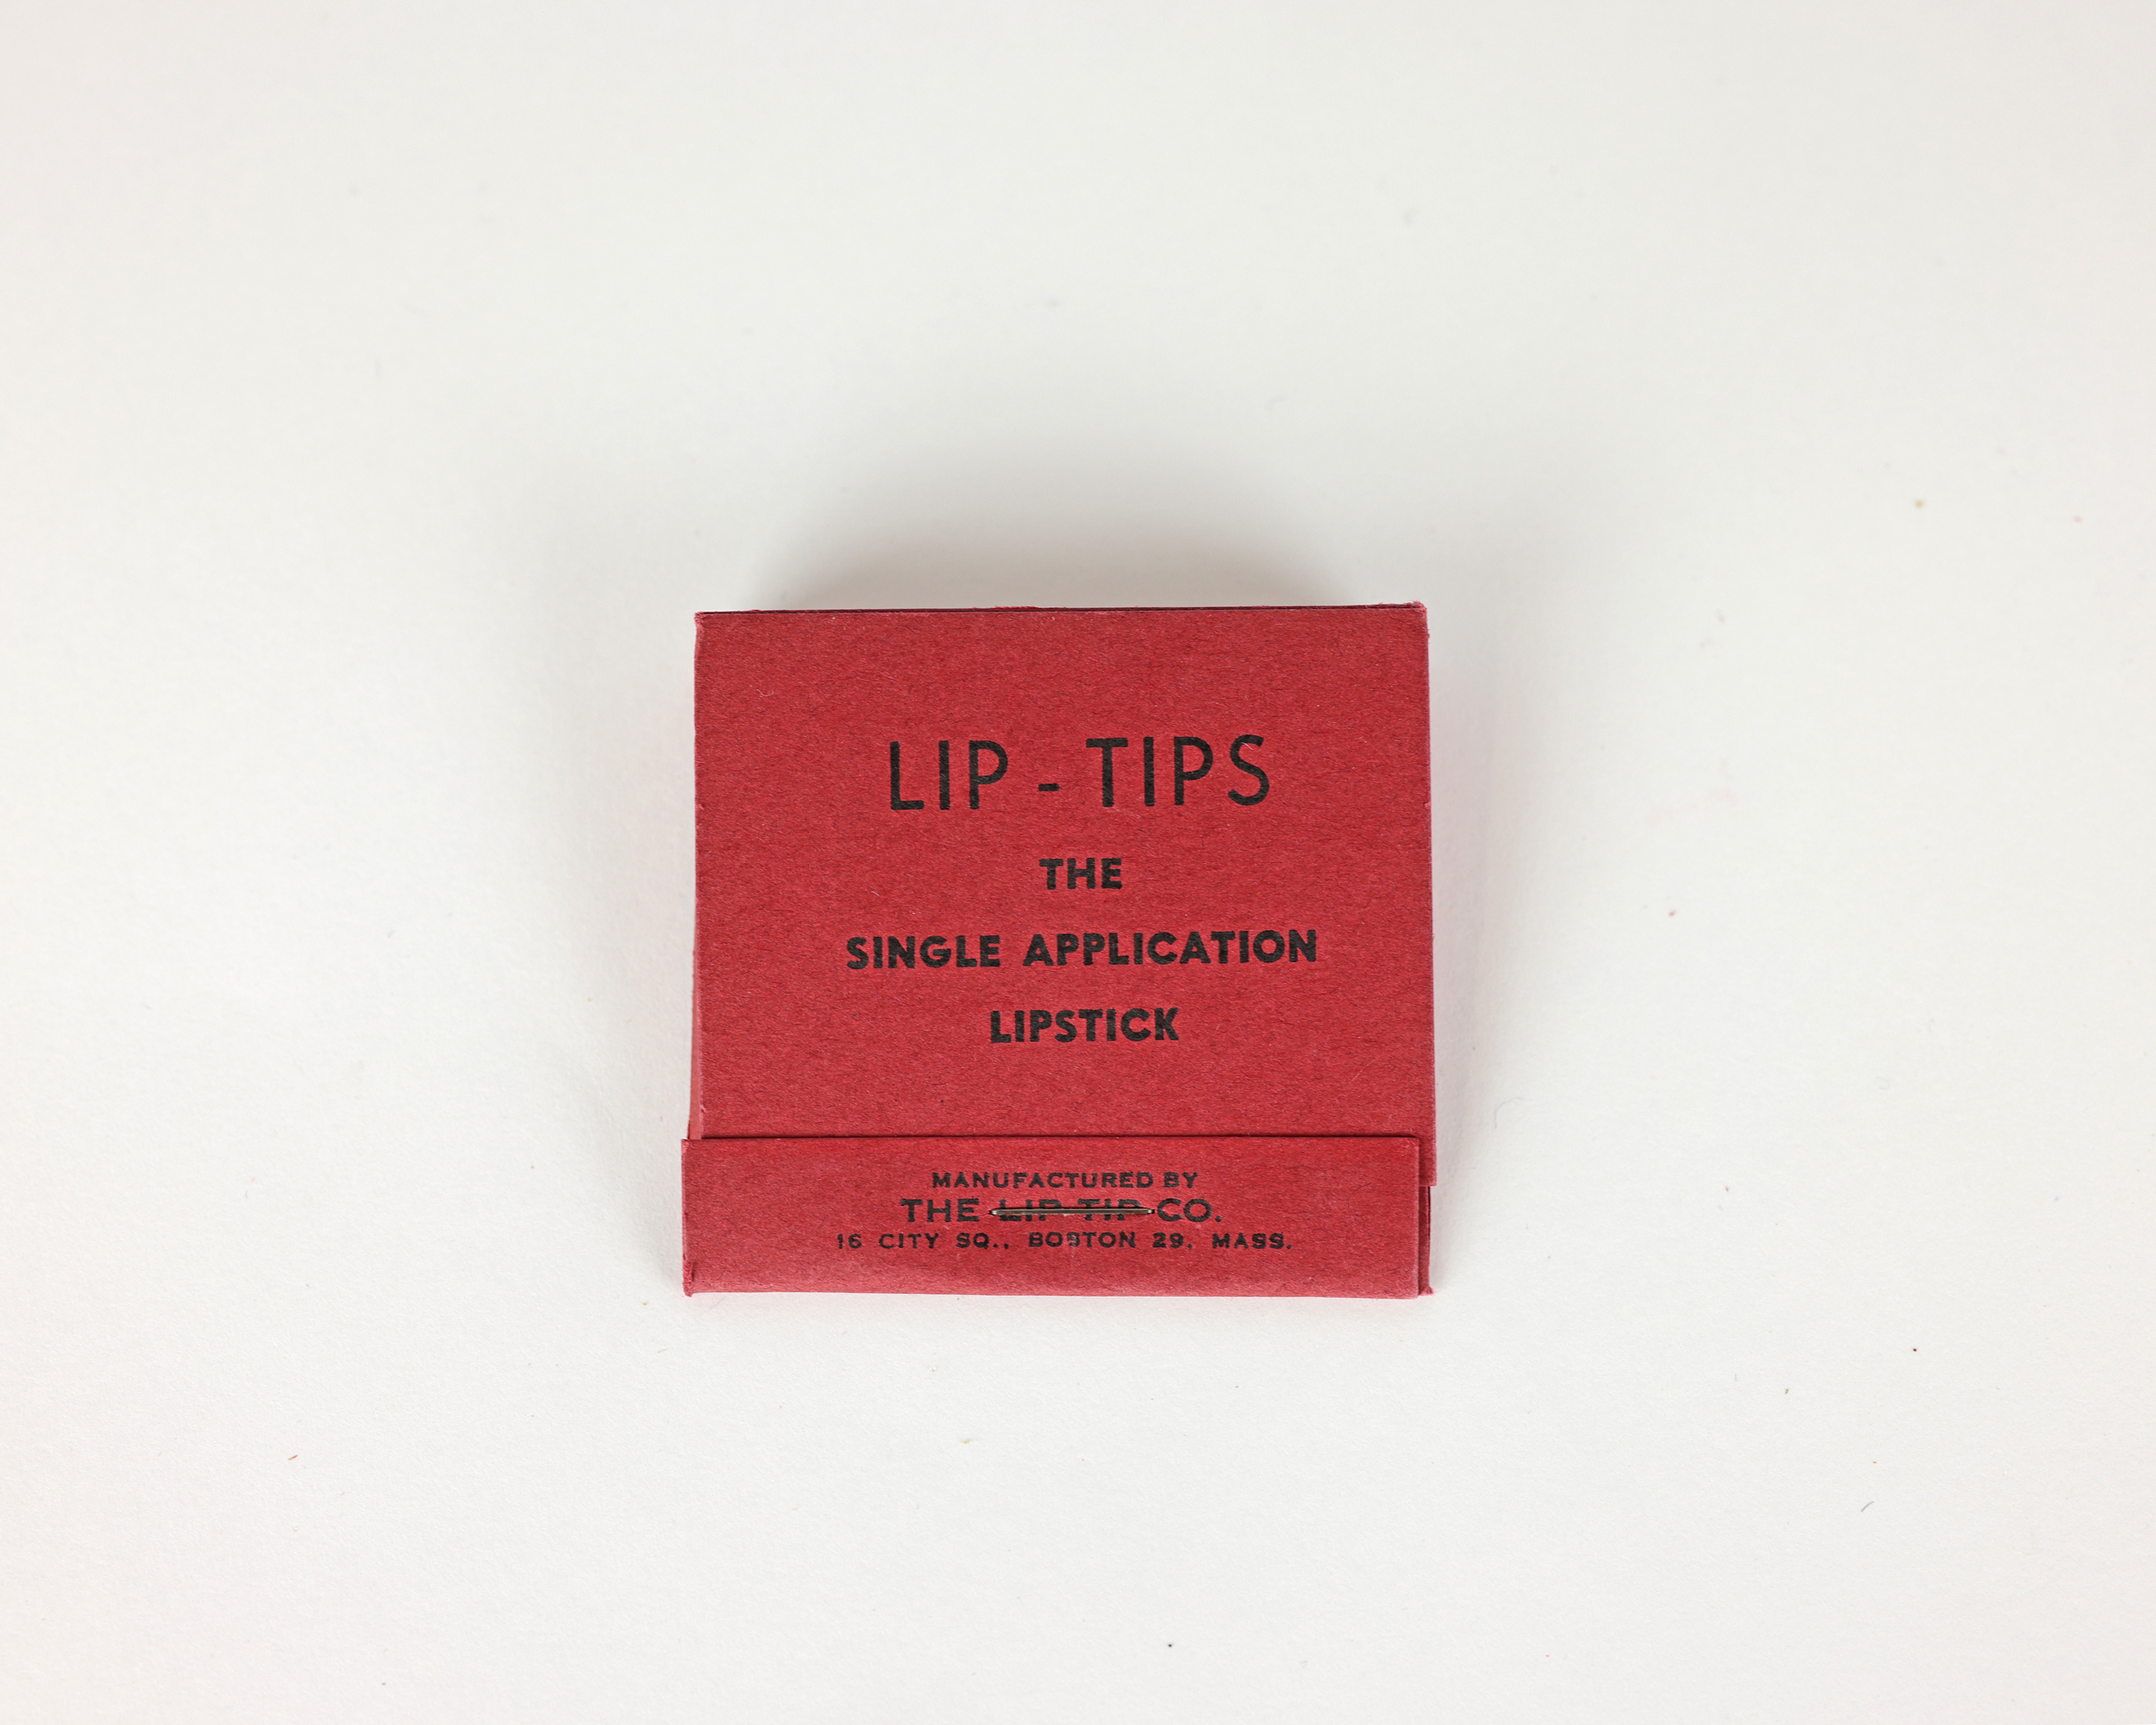 LIP - TIPS
THE
SINGLE APPLICATION
LIPSTICK
MANUFACTURED BY
THE LIP-TIP CO.
16 CITY SQ., BOSTON 29, MASS.